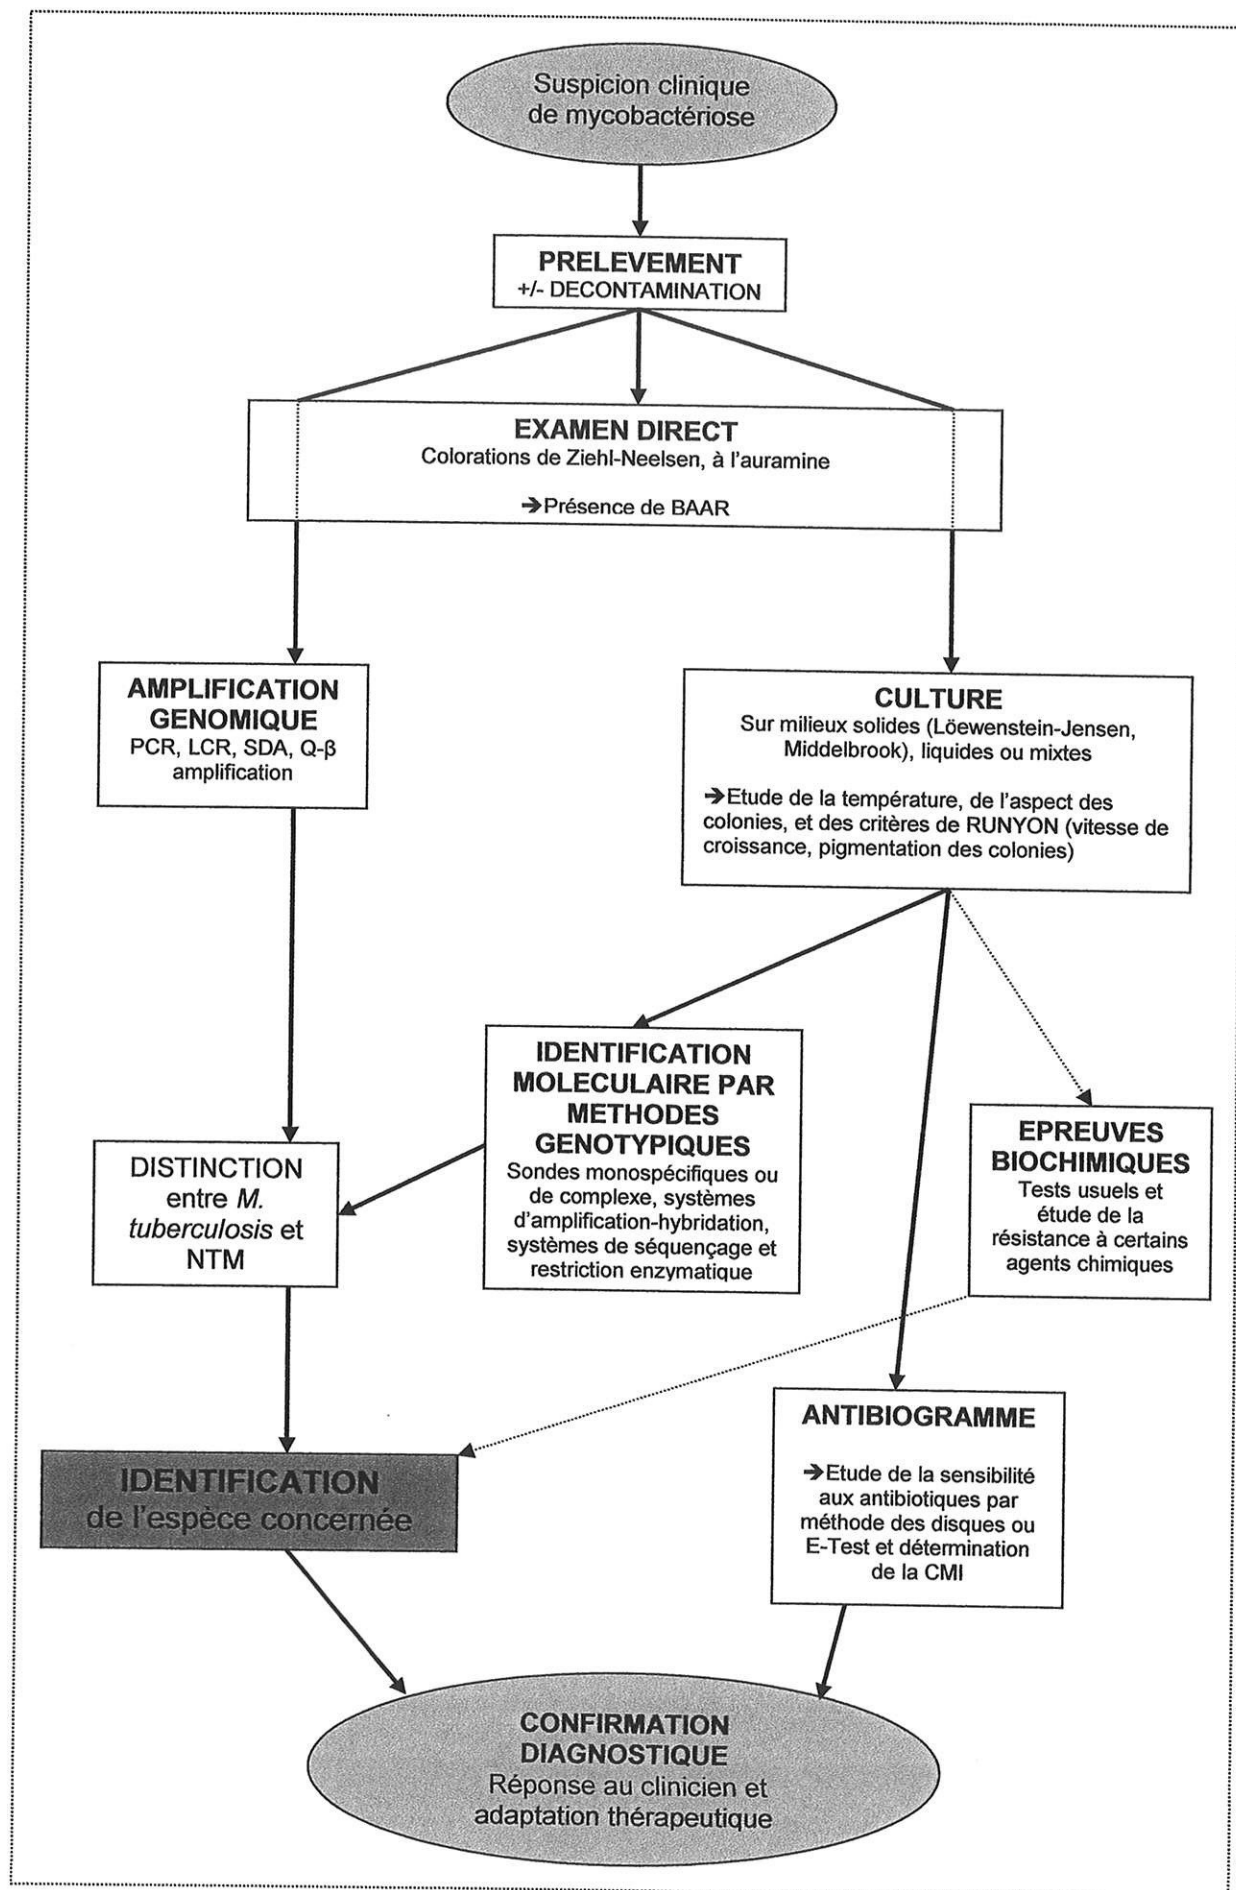 Suspicion clinique
de mycobactériose
PRELEVEMENT
+/- DECONTAMINATION
EXAMEN DIRECT
Colorations de Ziehl-Neelsen, à l'auramine
➔Présence de BAAR
AMPLIFICATION
GENOMIQUE
PCR, LCR, SDA, Q-β
amplification
CULTURE
Sur milieux solides (Löewenstein-Jensen,
Middelbrook), liquides ou mixtes
➔Etude de la température, de l'aspect des
colonies, et des critères de RUNYON (vitesse de
croissance, pigmentation des colonies)
IDENTIFICATION
MOLECULAIRE PAR
METHODES
GENOTYPIQUES
Sondes monospécifiques ou
de complexe, systèmes
d'amplification-hybridation,
systèmes de séquençage et
restriction enzymatique
EPREUVES
BIOCHIMIQUES
Tests usuels et
étude de la
résistance à certains
agents chimiques
DISTINCTION
entre M.
tuberculosis et
NTM
ANTIBIOGRAMME
➔Etude de la sensibilité
aux antibiotiques par
méthode des disques ou
E-Test et détermination
de la CMI
IDENTIFICATION
de l'espèce concernée
CONFIRMATION
DIAGNOSTIQUE
Réponse au clinicien et
adaptation thérapeutique